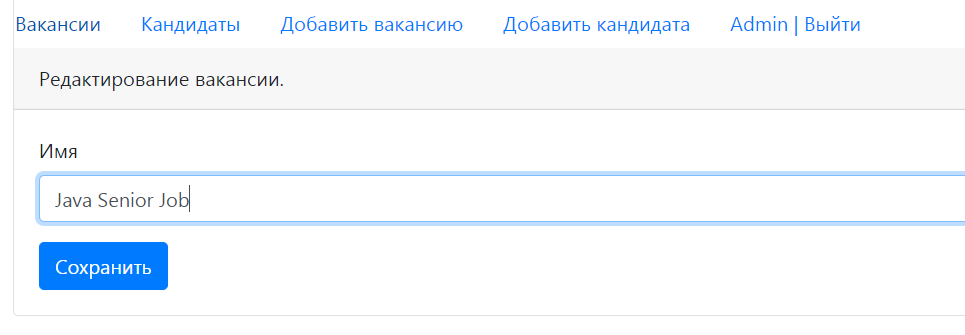 Вакансии Кандидаты Добавить вакансию Добавить кандидата Admin | Выйти
Редактирование вакансии.
Имя
Java Senior Job
Сохранить